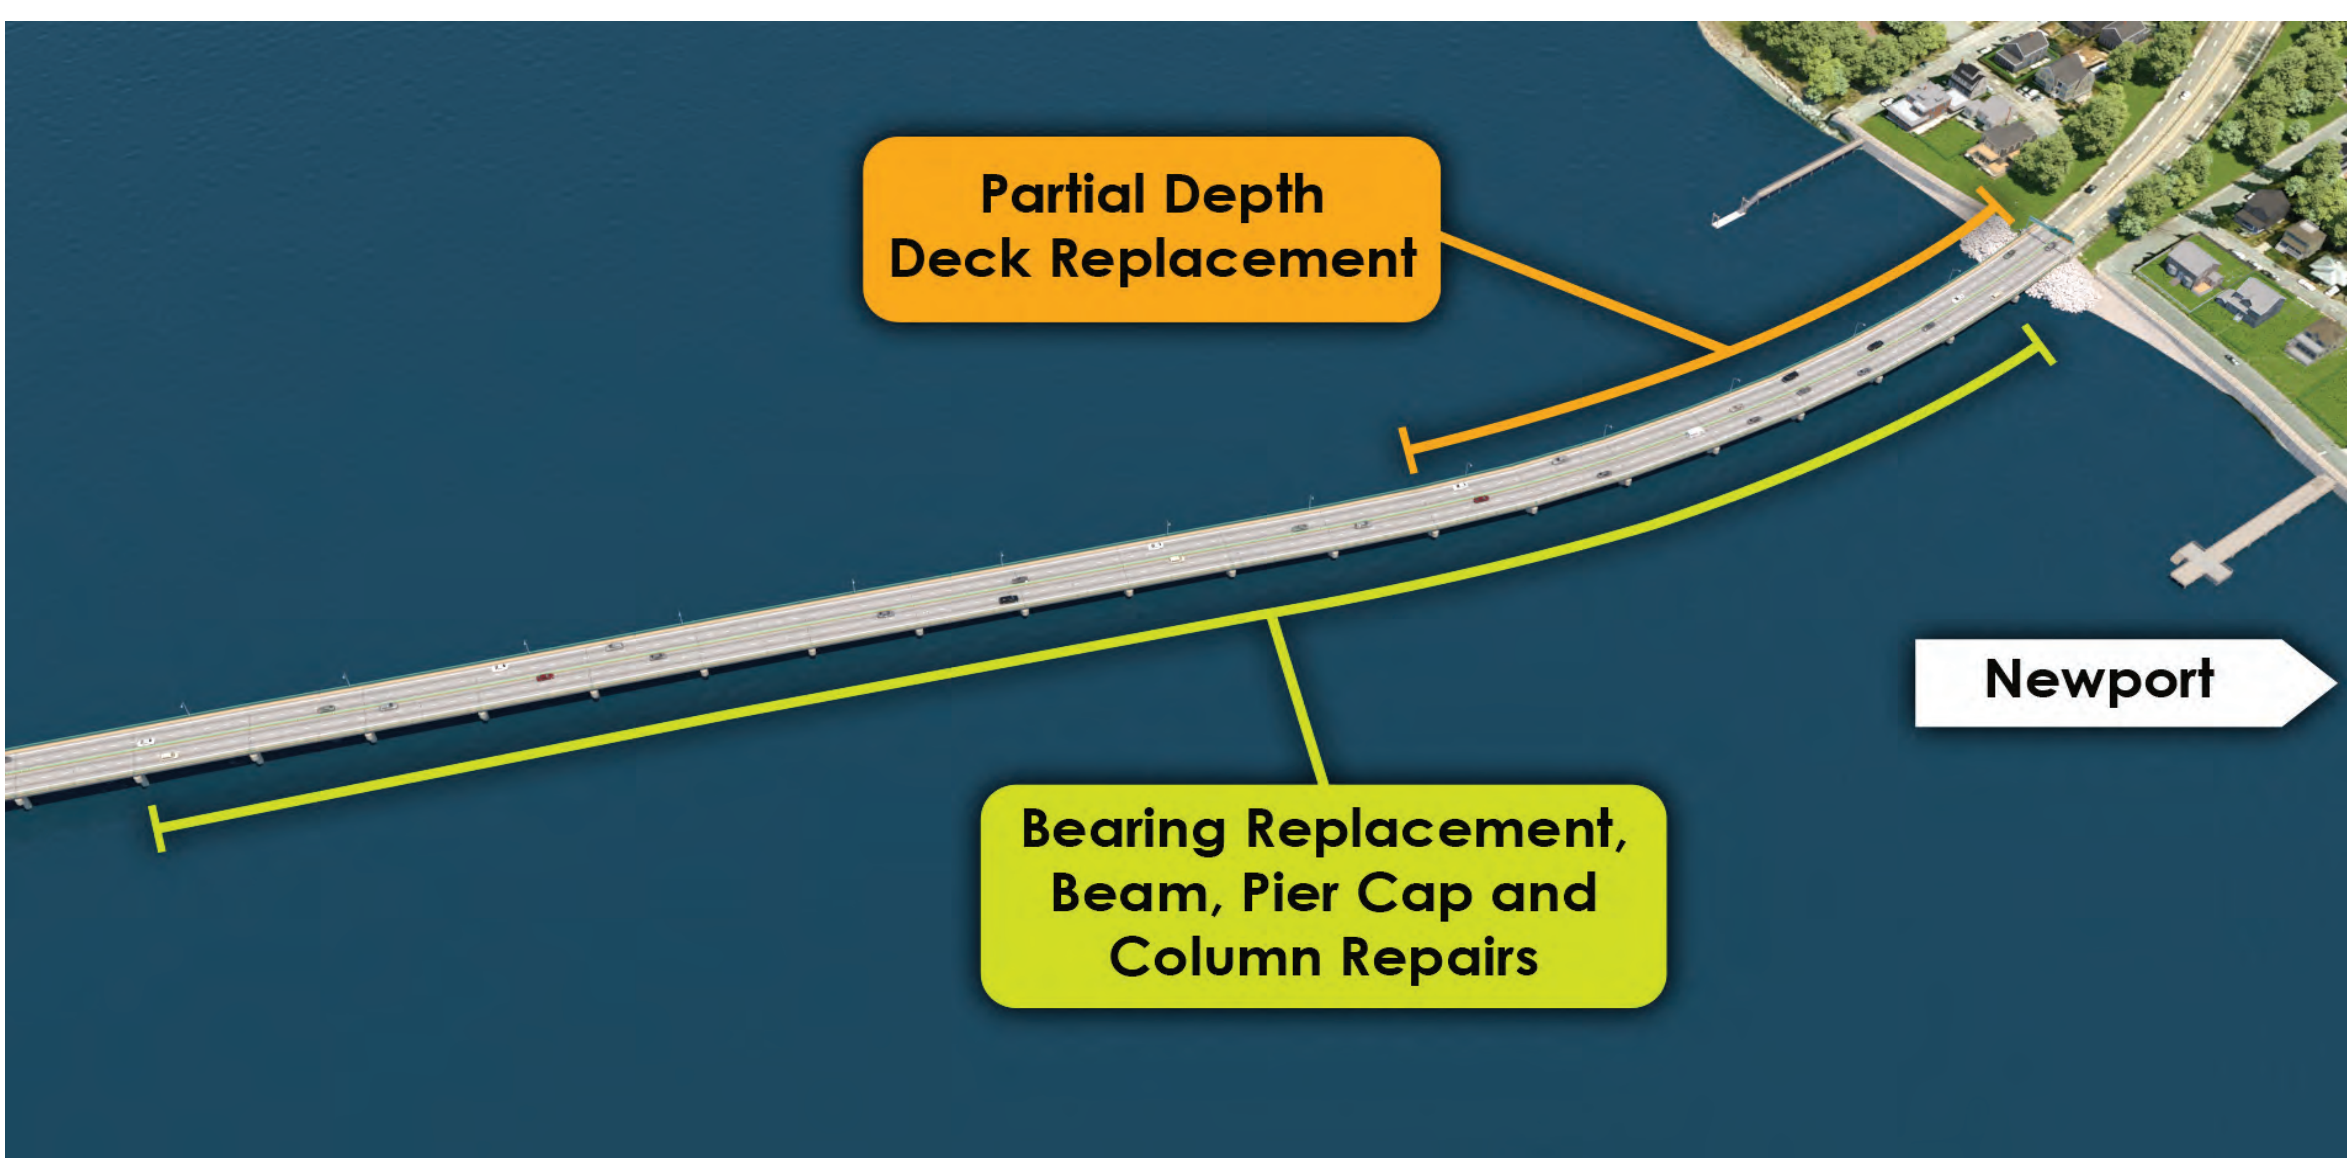 Partial Depth
Deck Replacement
Newport
Bearing Replacement,
Beam, Pier Cap and
Column Repairs